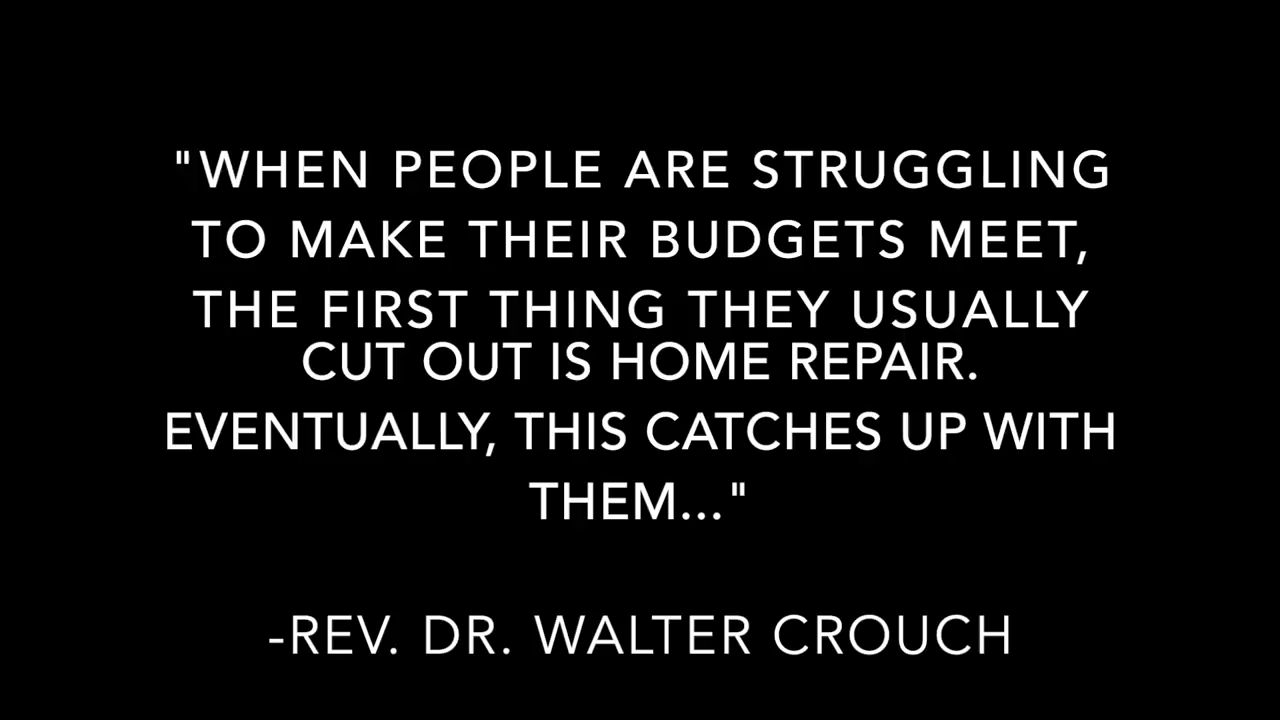 "WHEN PEOPLE ARE STRUGGLING
TO MAKE THEIR BUDGETS MEET,
THE FIRST THING THEY USUALLY
CUT OUT IS HOME REPAIR.
EVENTUALLY, THIS CATCHES UP WITH
THEM..."
-REV. DR. WALTER CROUCH